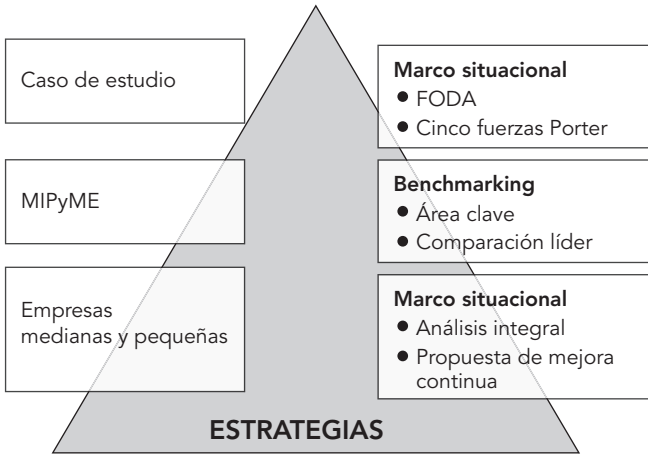 Caso de estudio
MIPyME
Empresas
medianas y pequeñas
Marco situacional
● FODA
● Cinco fuerzas Porter
Benchmarking
● Área clave
● Comparación líder
Marco situacional
● Análisis integral
● Propuesta de mejora
continua
ESTRATEGIAS